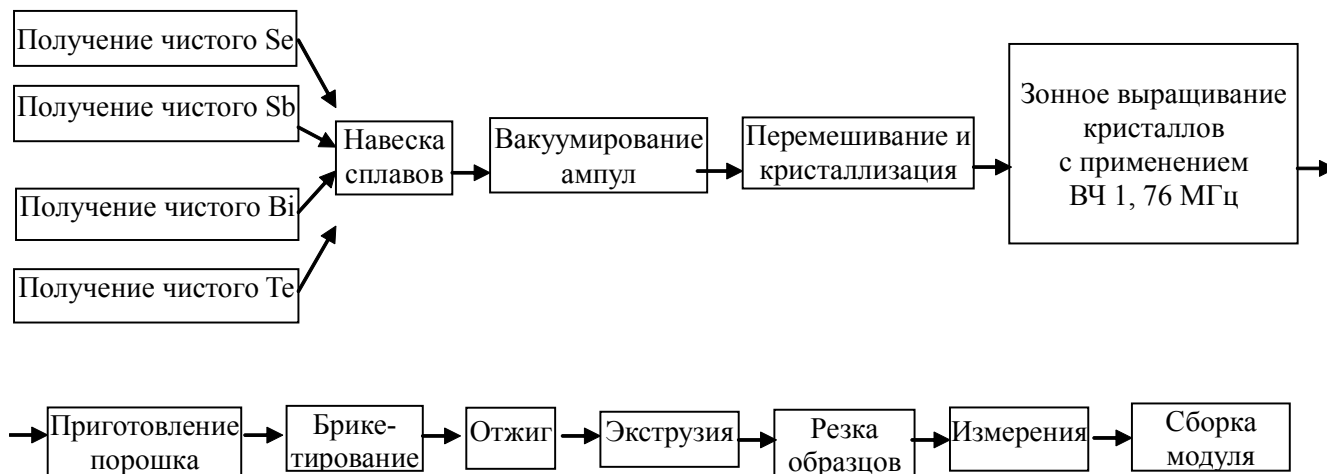 Получение чистого Se
Получение чистого Sb
Получение чистого Bi
Получение чистого Te
Навеска
сплавов
Вакуумирование
ампул
Перемешивание и
кристаллизация
Зонное выращивание
кристаллов
с применением
ВЧ 1, 76 МГц
Приготовление
порошка
Брике-
тирование
Отжиг
Экструзия
Резка
образцов
Измерения
Сборка
модуля